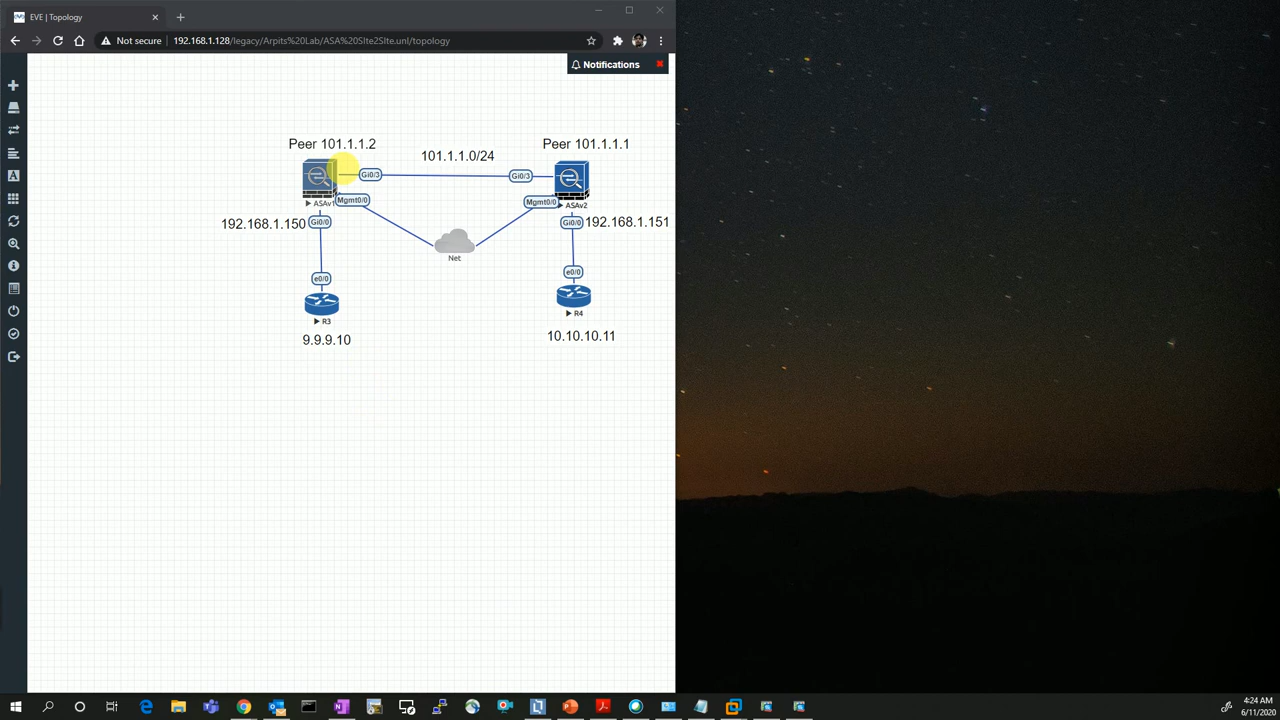 EVE | Topology
Not secure
192.168.1.128/legacy/Arpits%20Lab/ASA%20SIte2SIte.unl/topology
Notifications
Peer 101.1.1.2
Peer 101.1.1.1
101.1.1.0/24
Gi0/3
Gi0/3
ASAv1
Mgmt0/0
Mgmt0/0
ASAv2
192.168.1.150
Gi0/0
Gi0/0
192.168.1.151
Net
e0/0
e0/0
R3
R4
9.9.9.10
10.10.10.11
4:24 AM
6/11/2020